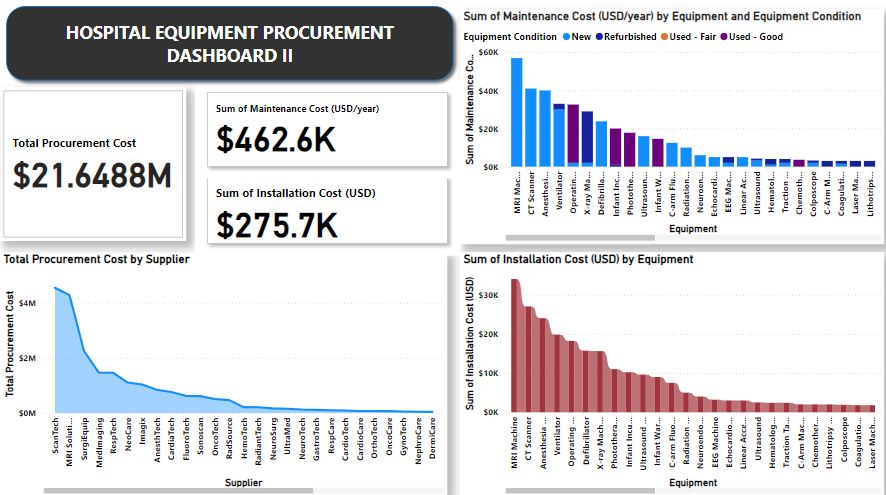 HOSPITAL EQUIPMENT PROCUREMENT
DASHBOARD II
Total Procurement Cost
$21.6488M
Sum of Maintenance Cost (USD/year)
$462.6K
Sum of Installation Cost (USD)
$275.7K
Sum of Maintenance Cost (USD/year) by Equipment and Equipment Condition
Equipment Condition
New
Refurbished
Used - Fair
Used - Good
Sum of Maintenance Co...
$60K
$40K
$20K
$0K
MRI Mac...
CT Scanner
Anesthesi...
Ventilator
Operatin...
X-ray Ma...
Defibrilla...
Infant Inc...
Photothe...
Ultrasoun...
Infant W...
C-arm Flu...
Radiation...
Neuroen...
Echocardi...
EEG Mac...
Linear Ac...
Ultrasound
Hematol...
Traction ...
Chemoth...
Colposcope
C-Arm M...
Coagulati...
Laser Ma...
Lithotrips...
Equipment
Total Procurement Cost by Supplier
Total Procurement Cost
$4M
$2M
$0M
ScanTech
MRI Soluti...
SurgiEquip
MedImaging
RespTech
NeoCare
Imagix
AnesthTech
CardiaTech
FluoroTech
Sonoscan
OncoTech
RadSource
HemoTech
RadiantTech
NeuroSurg
UltraMed
NeuroTech
GastroTech
RespCare
CardioTech
CardioCare
OrthoTech
OncoCare
GynoTech
NephroCare
DermiCare
Supplier
Sum of Installation Cost (USD) by Equipment
Sum of Installation Cost (USD)
$30K
$20K
$10K
$0K
MRI Machine
CT Scanner
Anesthesia ...
Ventilator
Operating ...
Defibrillator
X-ray Mach...
Photothera...
Infant Incu...
Ultrasound ...
Infant War...
C-arm Fluo...
Radiation ...
Neuroendo...
EEG Machine
Echocardio...
Linear Acce...
Ultrasound
Hematolog...
Traction Ta...
C-Arm Mac...
Chemother...
Lithotripsy ...
Colposcope
Coagulatio...
Laser Mach...
Equipment